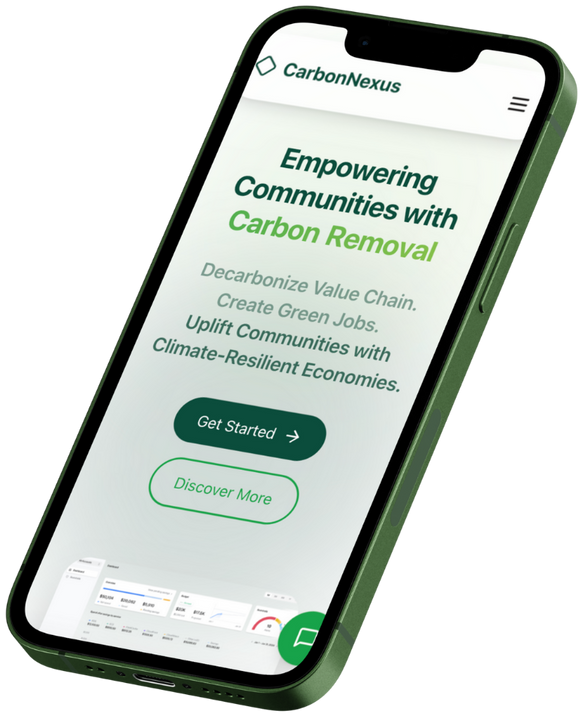 CarbonNexus
Empowering
Communities with
Carbon Removal
Decarbonize Value Chain.
Create Green Jobs.
Uplift Communities with
Climate-Resilient Economies.
Get Started →
Discover More